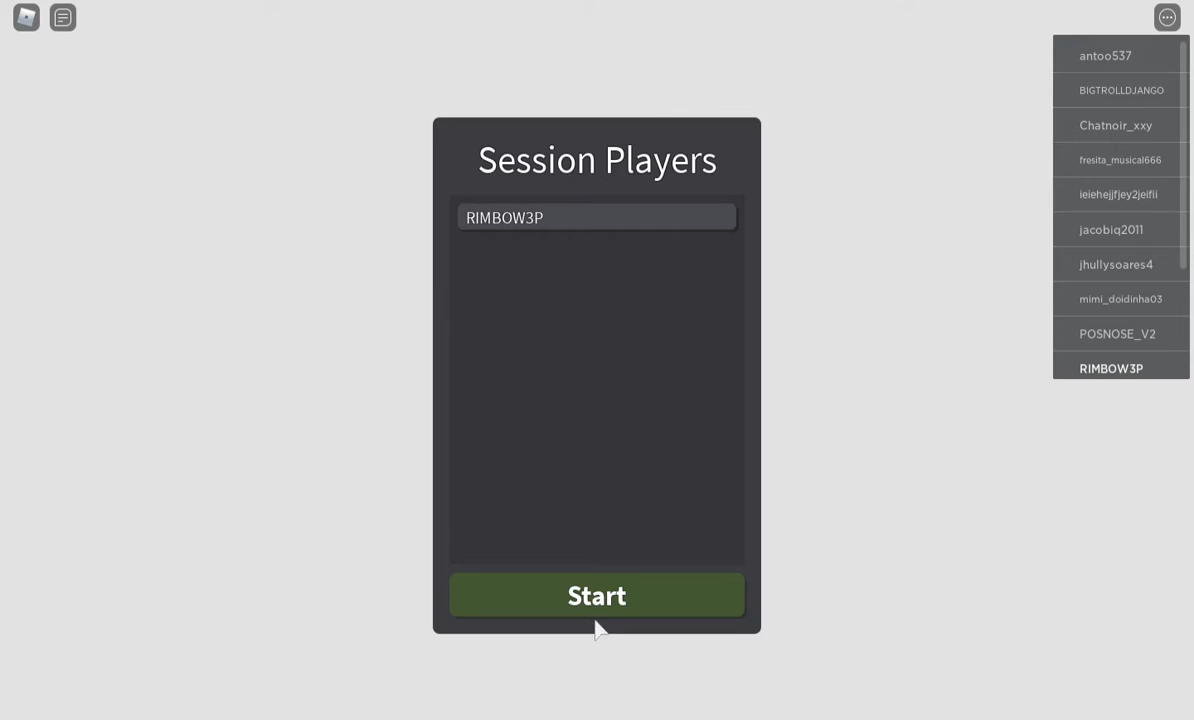 Session Players
RIMBOW3P
Start
antoo537
BIGTROLLDJANGO
Chatnoir_xxy
fresita_musical666
ieiehejjfjey2jeifii
jacobiq2011
jhullysoares4
mimi_doidinha03
POSNOSE_V2
RIMBOW3P